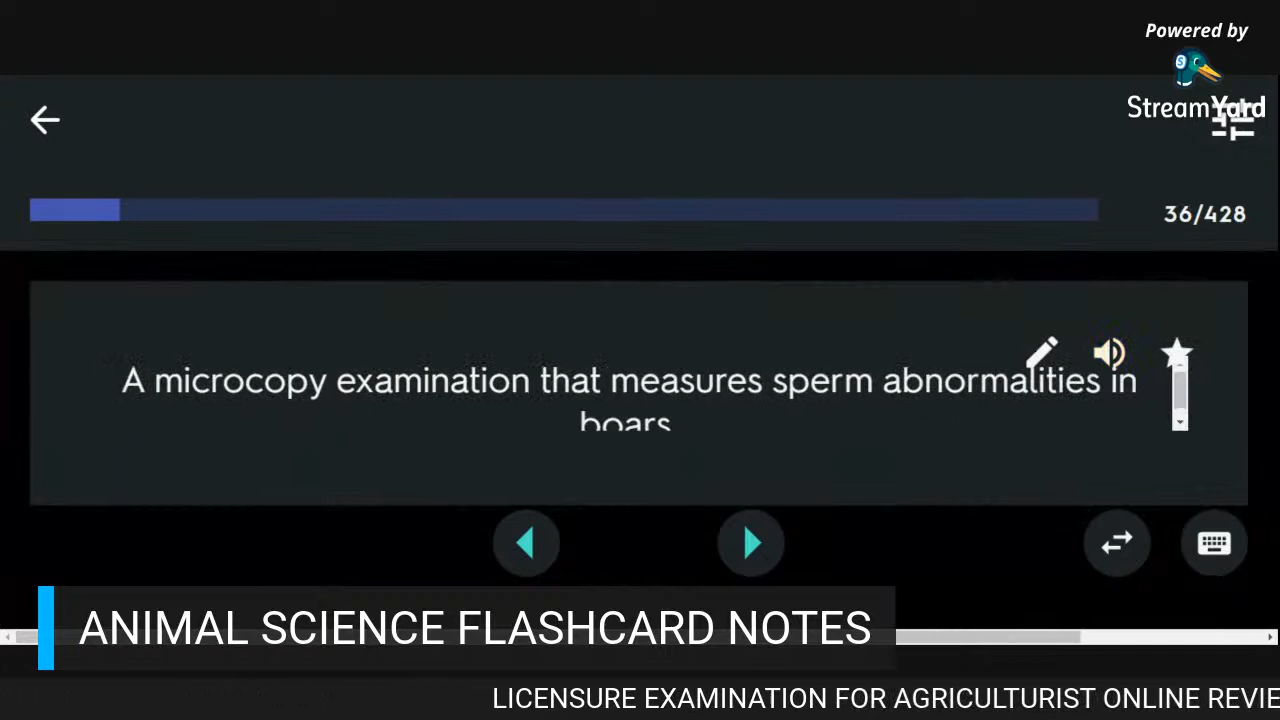 Powered by
StreamYard
36/428
A microcopy examination that measures sperm abnormalities in
boars
ANIMAL SCIENCE FLASHCARD NOTES
LICENSURE EXAMINATION FOR AGRICULTURIST ONLINE REVIE